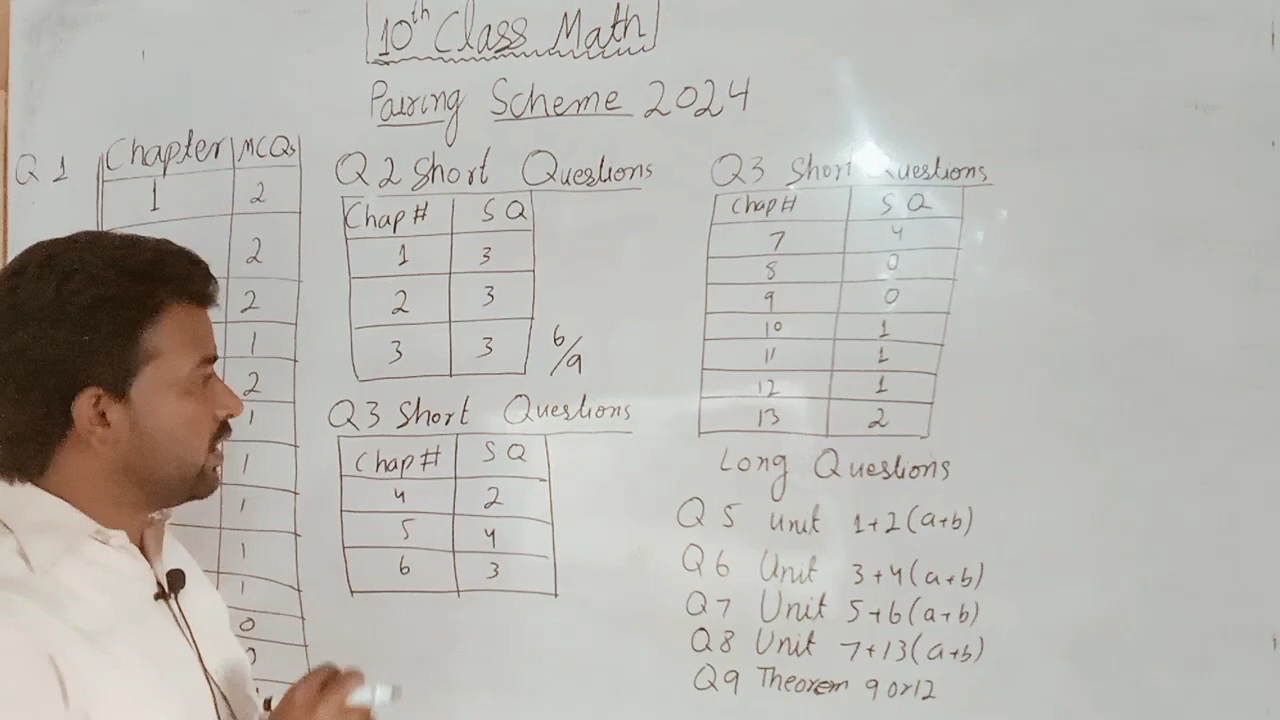 10th Class Math
Pairing Scheme 2024
Q 1
Chapter MCQs
1 2
2
2
1
2
1
1
1
1
1
0
Q 2 Short Questions
Chap # S Q
1 3
2 3
3 3
6/9
Q3 Short Questions
Chap # S Q
4 2
5 4
6 3
Q3 Short Questions
Chap # S Q
7 4
8 0
9 0
10 1
11 1
12 1
13 2
Long Questions
Q 5 unit 1+2(a+b)
Q 6 Unit 3+4(a+b)
Q 7 Unit 5+6(a+b)
Q8 Unit 7+13(a+b)
Q9 Theorem 9 or 12